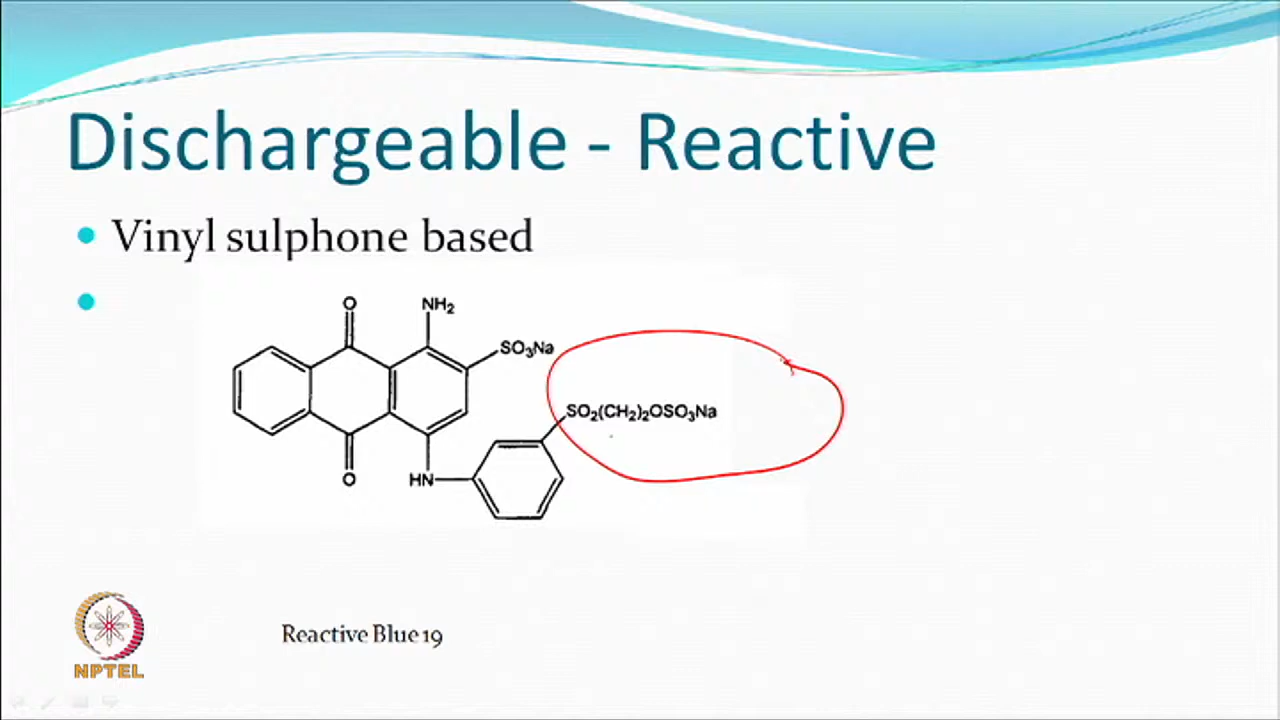 Dischargeable - Reactive
Vinyl sulphone based
O
NH₂
SO₃Na
SO₂(CH₂)₂OSO₃Na
O
HN
Reactive Blue 19
NPTEL